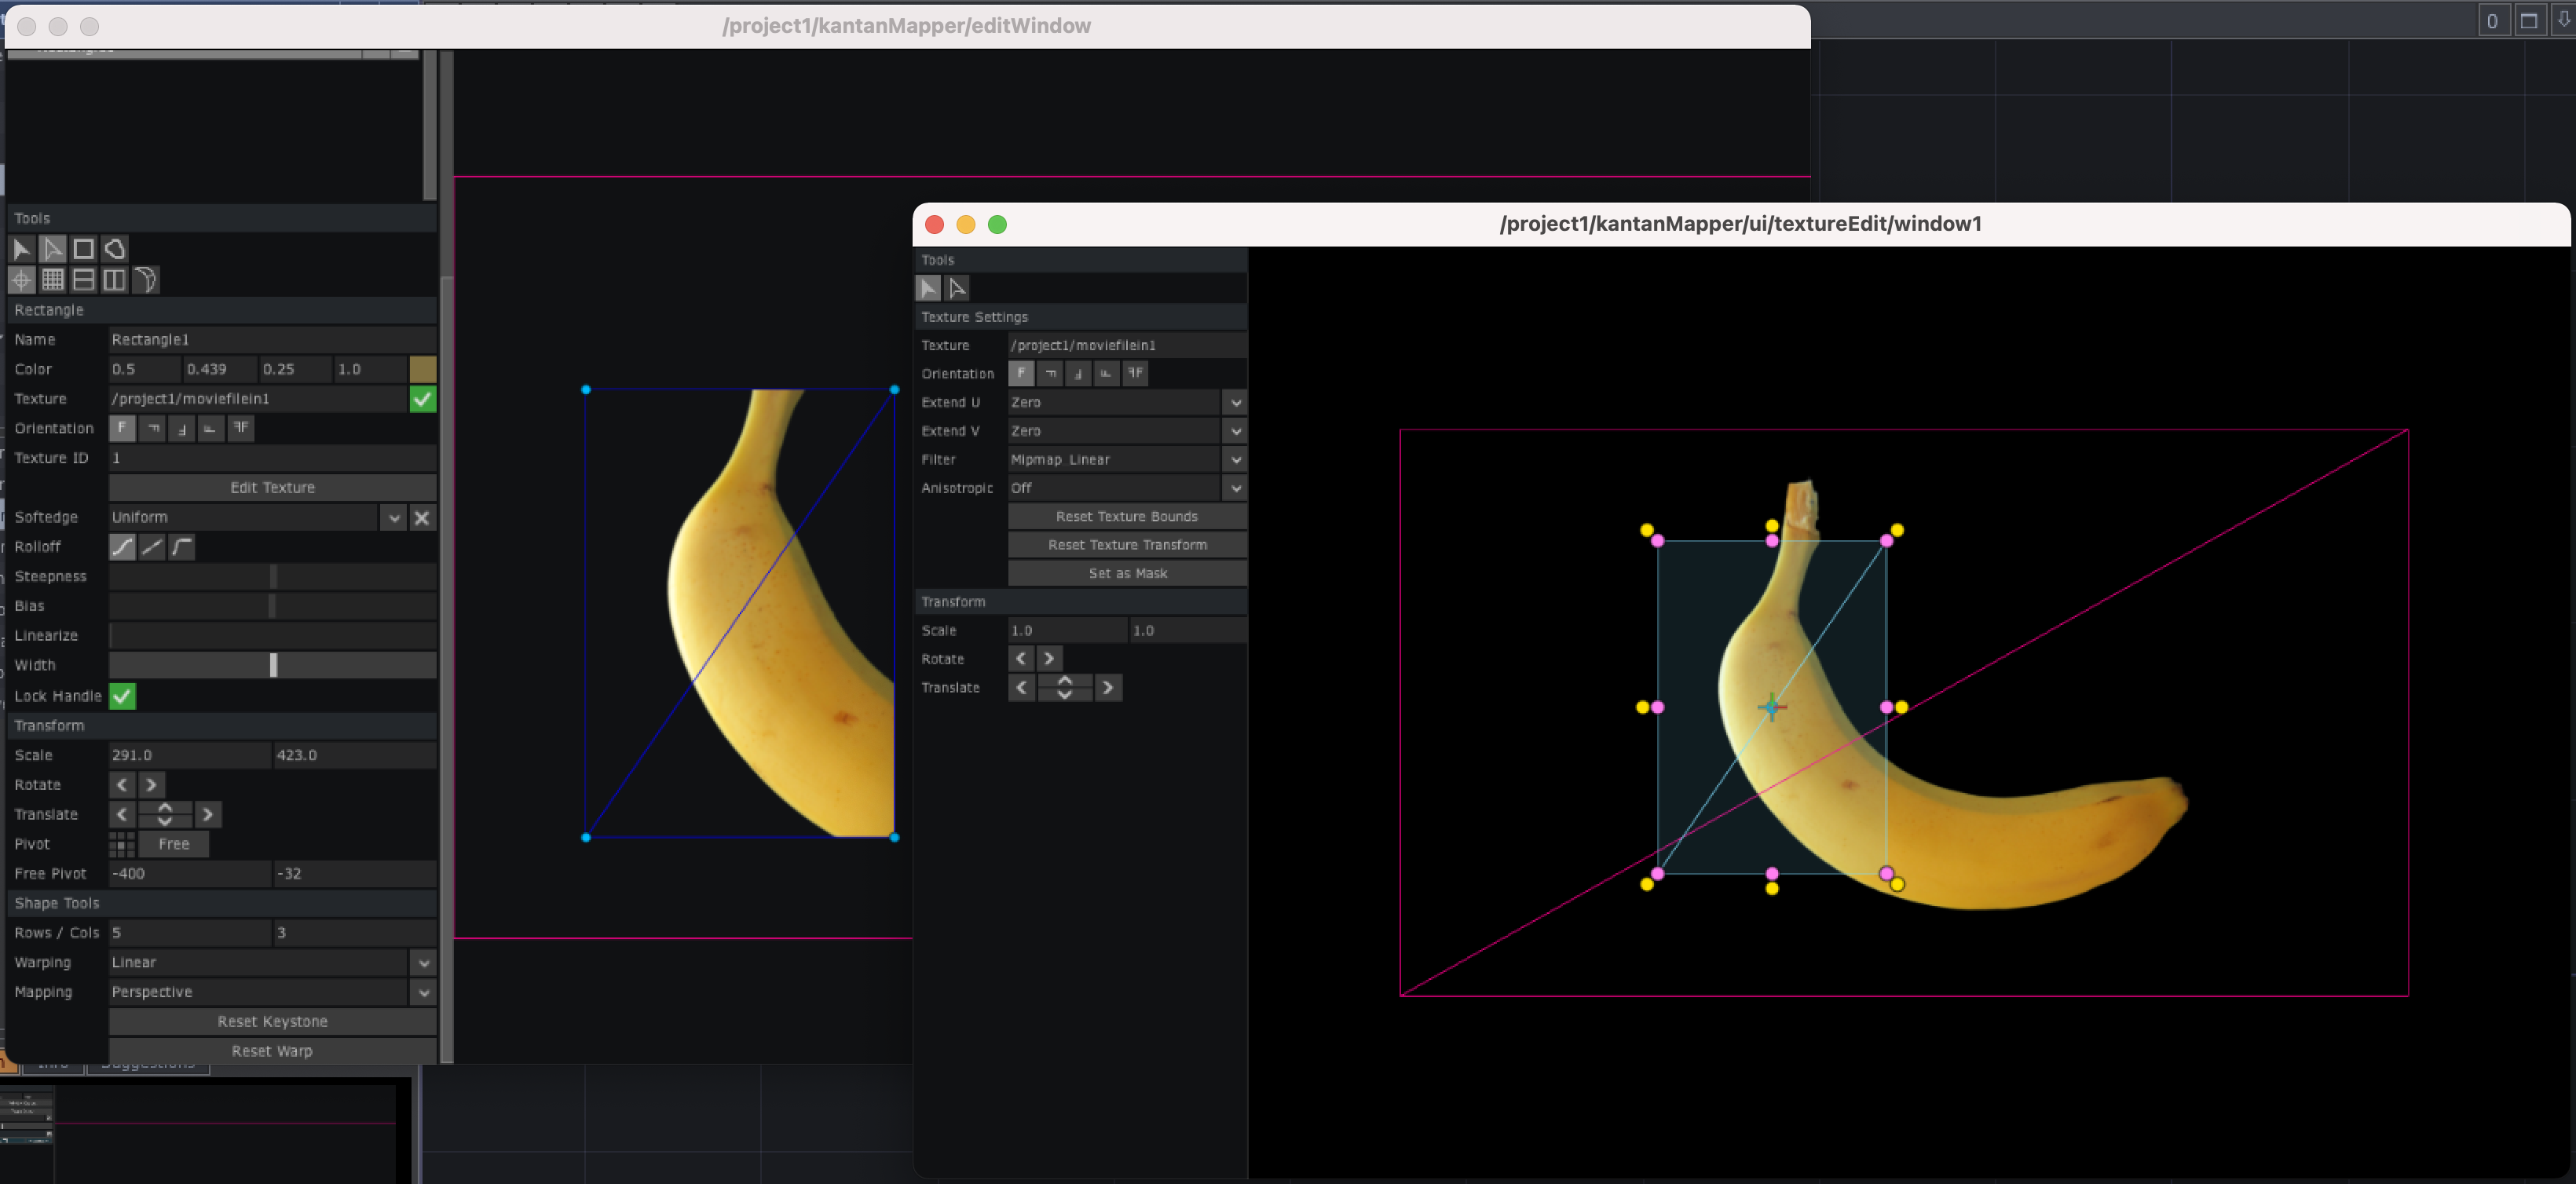 /project1/kantanMapper/editWindow
0
Tools
Rectangle
Name Rectangle1
Color 0.5 0.439 0.25 1.0
Texture /project1/moviefilein1
Orientation F F F F FF
Texture ID 1
Edit Texture
Softedge Uniform
Rolloff
Steepness
Bias
Linearize
Width
Lock Handle
Transform
Scale 291.0 423.0
Rotate < >
Translate < >
Pivot Free
Free Pivot -400 -32
Shape Tools
Rows / Cols 5 3
Warping Linear
Mapping Perspective
Reset Keystone
Reset Warp
Info Suggestions
/project1/kantanMapper/ui/textureEdit/window1
Tools
Texture Settings
Texture /project1/moviefilein1
Orientation F F F F FF
Extend U Zero
Extend V Zero
Filter Mipmap Linear
Anisotropic Off
Reset Texture Bounds
Reset Texture Transform
Set as Mask
Transform
Scale 1.0 1.0
Rotate < >
Translate < >